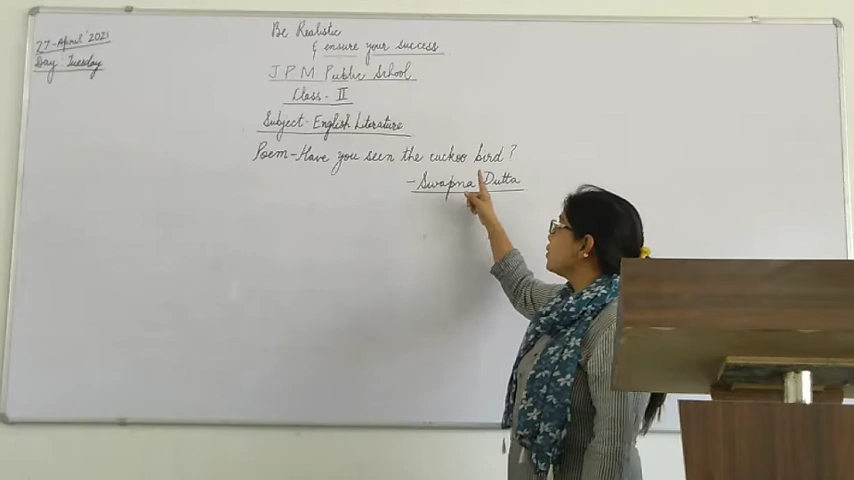 27-April'2021
Day: Tuesday
Be Realistic
& ensure your success
JPM Public School
Class- II
Subject- English Literature
Poem-Have you seen the cuckoo bird?
- Swapna Dutta